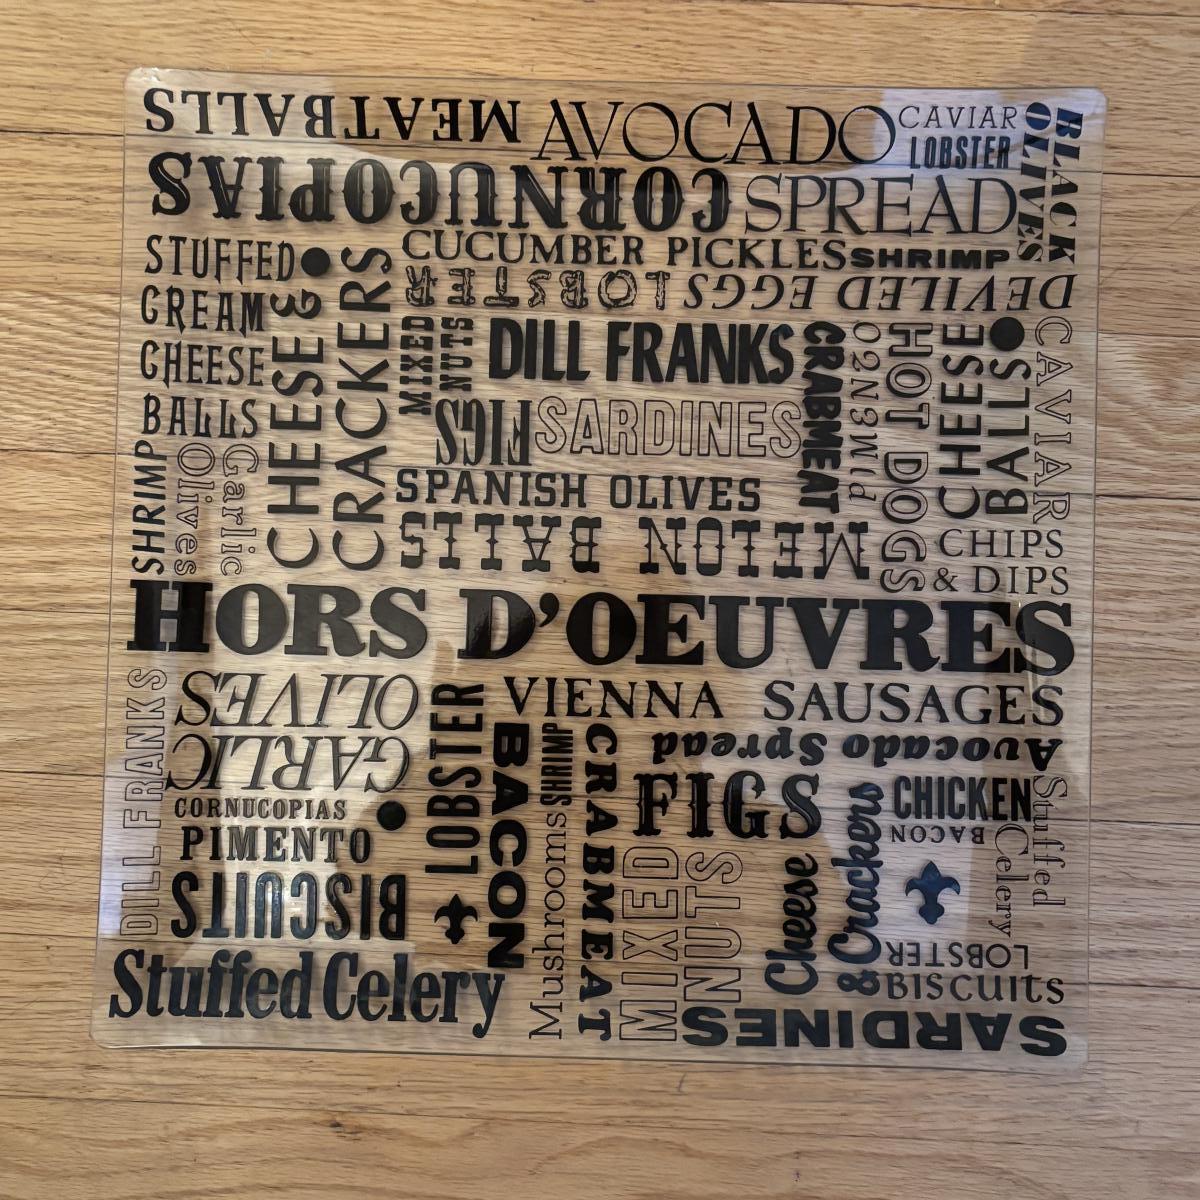 MEATBALLS
AVOCADO
CAVIAR
LOBSTER
BLACK
OLIVES
CORNUCOPIAS
SPREAD
STUFFED
CREAM
CHEESE
BALLS
CHEESE &
CRACKERS
CUCUMBER PICKLES
SHRIMP
LOBSTER
DEVILED EGGS
MIXED
NUTS
DILL FRANKS
CRABMEAT
HOT DOGS
CHEESE
BALLS
CAVIAR
FIGS
SARDINES
SHRIMP
Olives
Garlic
SPANISH OLIVES
MELON BALLS
CHIPS
& DIPS
HORS D'OEUVRES
DILL FRANKS
GARLIC
OLIVES
LOBSTER
VIENNA SAUSAGES
BACON
SHRIMP
Mushrooms
CRABMEAT
Avocado Spread
FIGS
CHICKEN
BACON
Stuffed
Celery
CORNUCOPIAS
PIMENTO
BISCUITS
MIXED
NUTS
Cheese
& Crackers
LOBSTER
Biscuits
Stuffed Celery
SARDINES